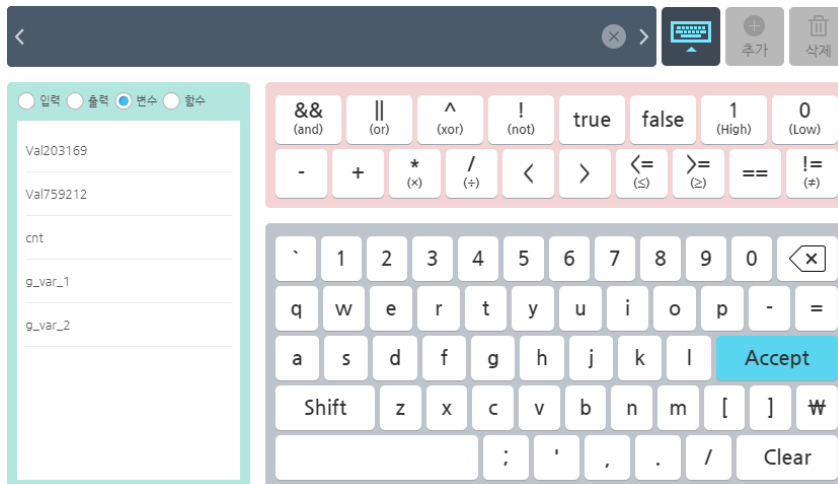 추가 삭제
입력 출력 변수 함수
Val203169
Val759212
cnt
g_var_1
g_var_2
&& || ^ ! true false 1 0
(and) (or) (xor) (not) (High) (Low)
- + * / < > <= >= == !=
(×) (÷) (≤) (≥) (≠)
` 1 2 3 4 5 6 7 8 9 0
q w e r t y u i o p - =
a s d f g h j k l Accept
Shift z x c v b n m [ ] ₩
; ' , . / Clear